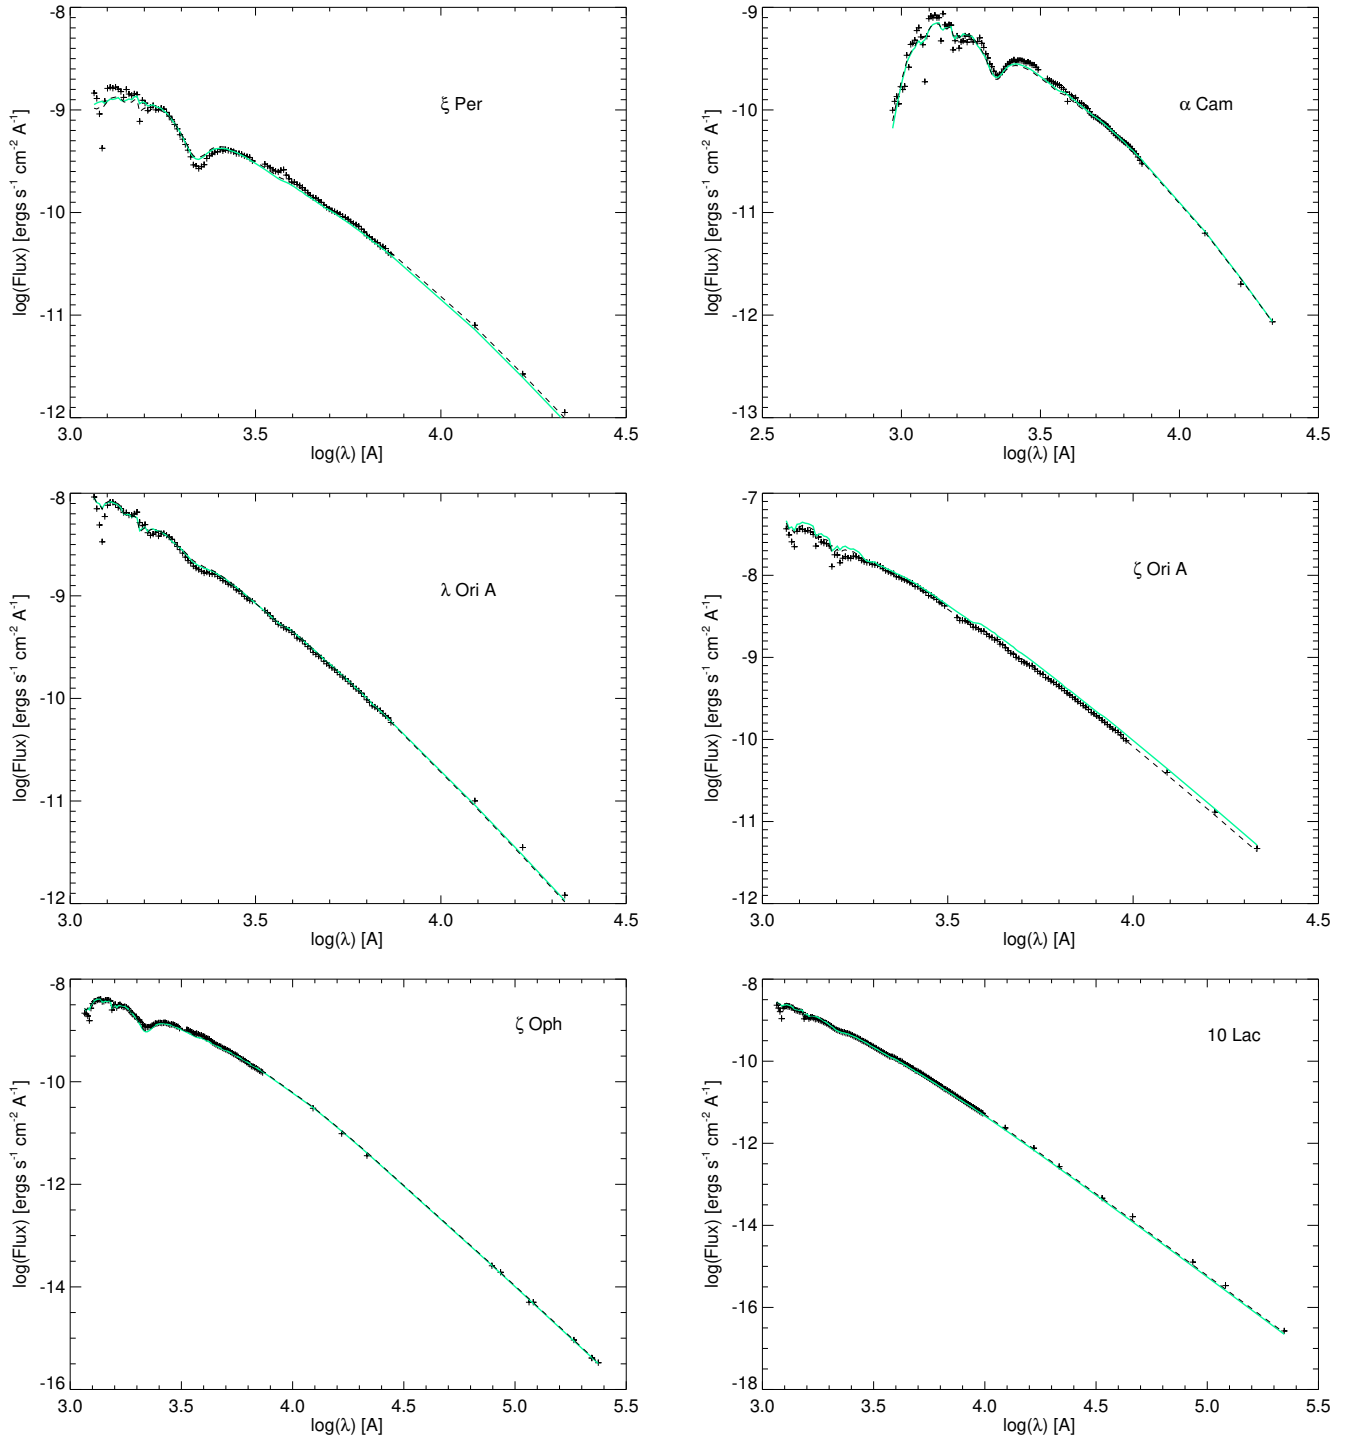 -8
-9
-10
-11
-12
log(Flux) [ergs s⁻¹ cm⁻² A⁻¹]
ξ Per
3.0 3.5 4.0 4.5
log(λ) [A]
-9
-10
-11
-12
-13
log(Flux) [ergs s⁻¹ cm⁻² A⁻¹]
α Cam
2.5 3.0 3.5 4.0 4.5
log(λ) [A]
-8
-9
-10
-11
-12
log(Flux) [ergs s⁻¹ cm⁻² A⁻¹]
λ Ori A
3.0 3.5 4.0 4.5
log(λ) [A]
-7
-8
-9
-10
-11
-12
log(Flux) [ergs s⁻¹ cm⁻² A⁻¹]
ζ Ori A
3.0 3.5 4.0 4.5
log(λ) [A]
-8
-10
-12
-14
-16
log(Flux) [ergs s⁻¹ cm⁻² A⁻¹]
ζ Oph
3.0 3.5 4.0 4.5 5.0 5.5
log(λ) [A]
-8
-10
-12
-14
-16
-18
log(Flux) [ergs s⁻¹ cm⁻² A⁻¹]
10 Lac
3.0 3.5 4.0 4.5 5.0 5.5
log(λ) [A]